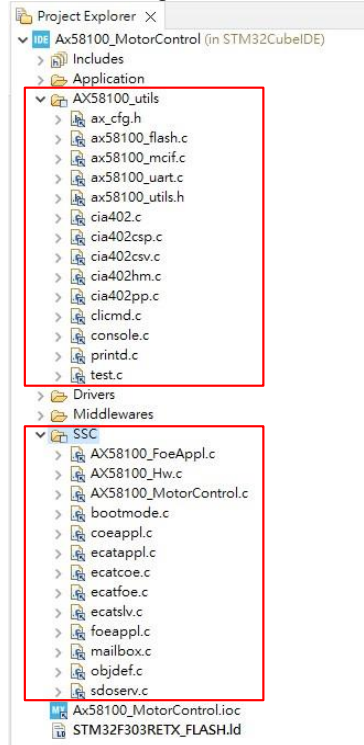 Project Explorer
IDE Ax58100_MotorControl (in STM32CubeIDE)
Includes
Application
AX58100_utils
ax_cfg.h
ax58100_flash.c
ax58100_mcif.c
ax58100_uart.c
ax58100_utils.h
cia402.c
cia402csp.c
cia402csv.c
cia402hm.c
cia402pp.c
clicmd.c
console.c
printd.c
test.c
Drivers
Middlewares
SSC
AX58100_FoeAppl.c
AX58100_Hw.c
AX58100_MotorControl.c
bootmode.c
coeappl.c
ecatappl.c
ecatcoe.c
ecatfoe.c
ecatslv.c
foeappl.c
mailbox.c
objdef.c
sdoserv.c
MX Ax58100_MotorControl.ioc
STM32F303RETX_FLASH.ld